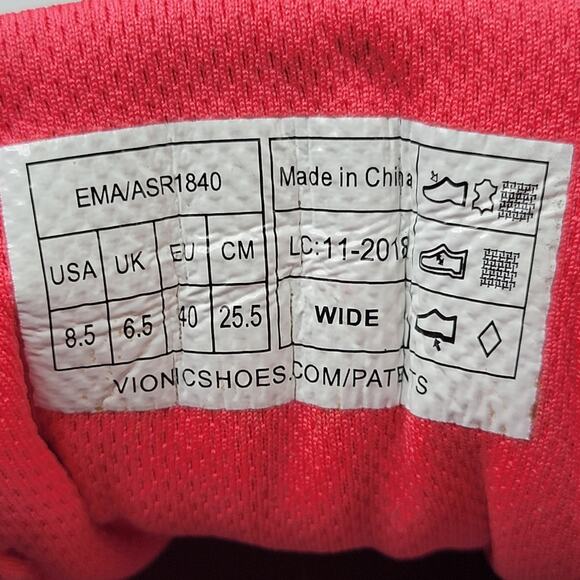 EMA/ASR1840
USA UK EU CM
8.5 6.5 40 25.5
Made in China
LC:11-2018
WIDE
VIONICSHOES.COM/PATENTS